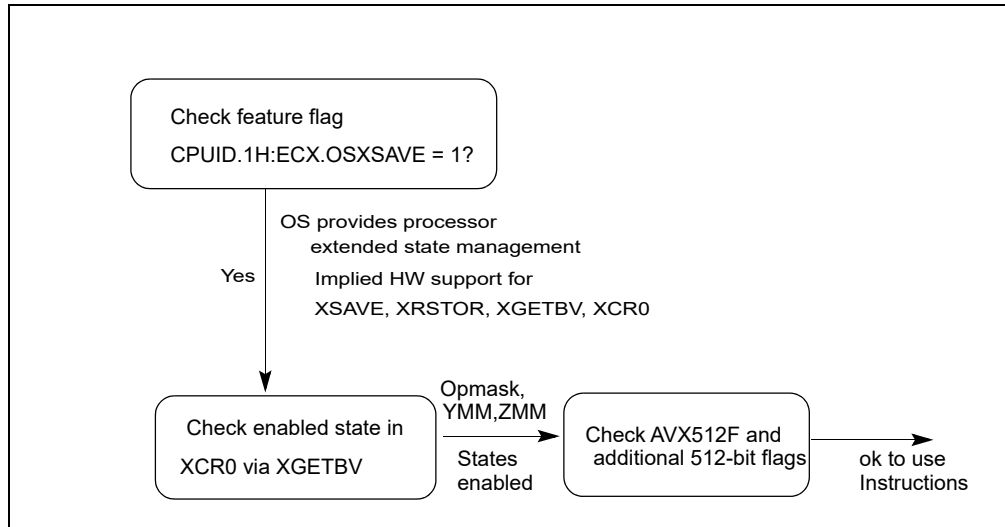 Check feature flag
CPUID.1H:ECX.OSXSAVE = 1?
OS provides processor
extended state management
Yes
Implied HW support for
XSAVE, XRSTOR, XGETBV, XCR0
Check enabled state in
XCR0 via XGETBV
Opmask,
YMM,ZMM
States
enabled
Check AVX512F and
additional 512-bit flags
ok to use
Instructions